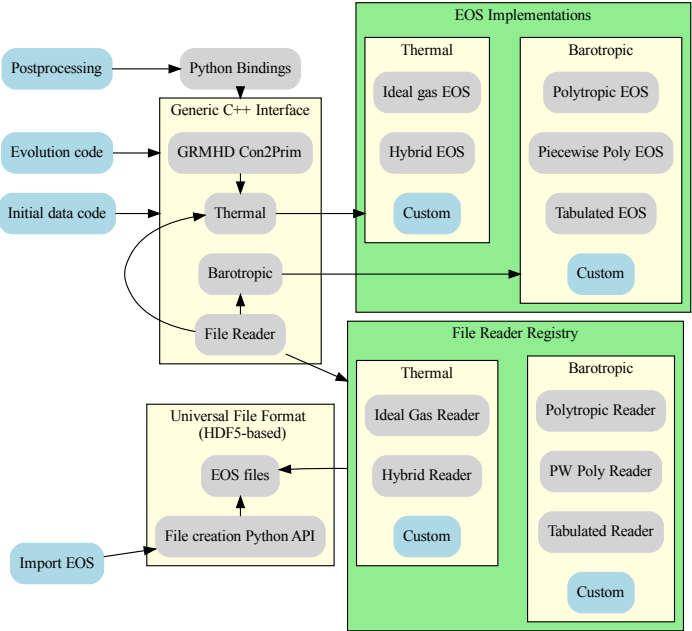 Postprocessing
Python Bindings
Evolution code
Initial data code
Generic C++ Interface
GRMHD Con2Prim
Thermal
Barotropic
File Reader
EOS Implementations
Thermal
Ideal gas EOS
Hybrid EOS
Custom
Barotropic
Polytropic EOS
Piecewise Poly EOS
Tabulated EOS
Custom
File Reader Registry
Thermal
Ideal Gas Reader
Hybrid Reader
Custom
Barotropic
Polytropic Reader
PW Poly Reader
Tabulated Reader
Custom
Universal File Format
(HDF5-based)
EOS files
File creation Python API
Import EOS